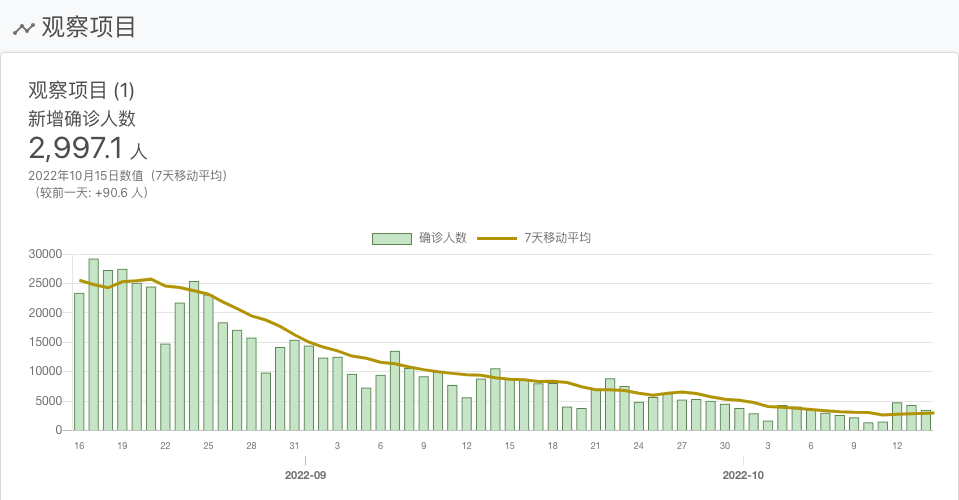 观察项目
观察项目 (1)
新增确诊人数
2,997.1 人
2022年10月15日数值（7天移动平均）
（较前一天: +90.6 人）
确诊人数 7天移动平均
30000
25000
20000
15000
10000
5000
0
16 19 22 25 28 31 3 6 9 12 15 18 21 24 27 30 3 6 9 12
2022-09 2022-10